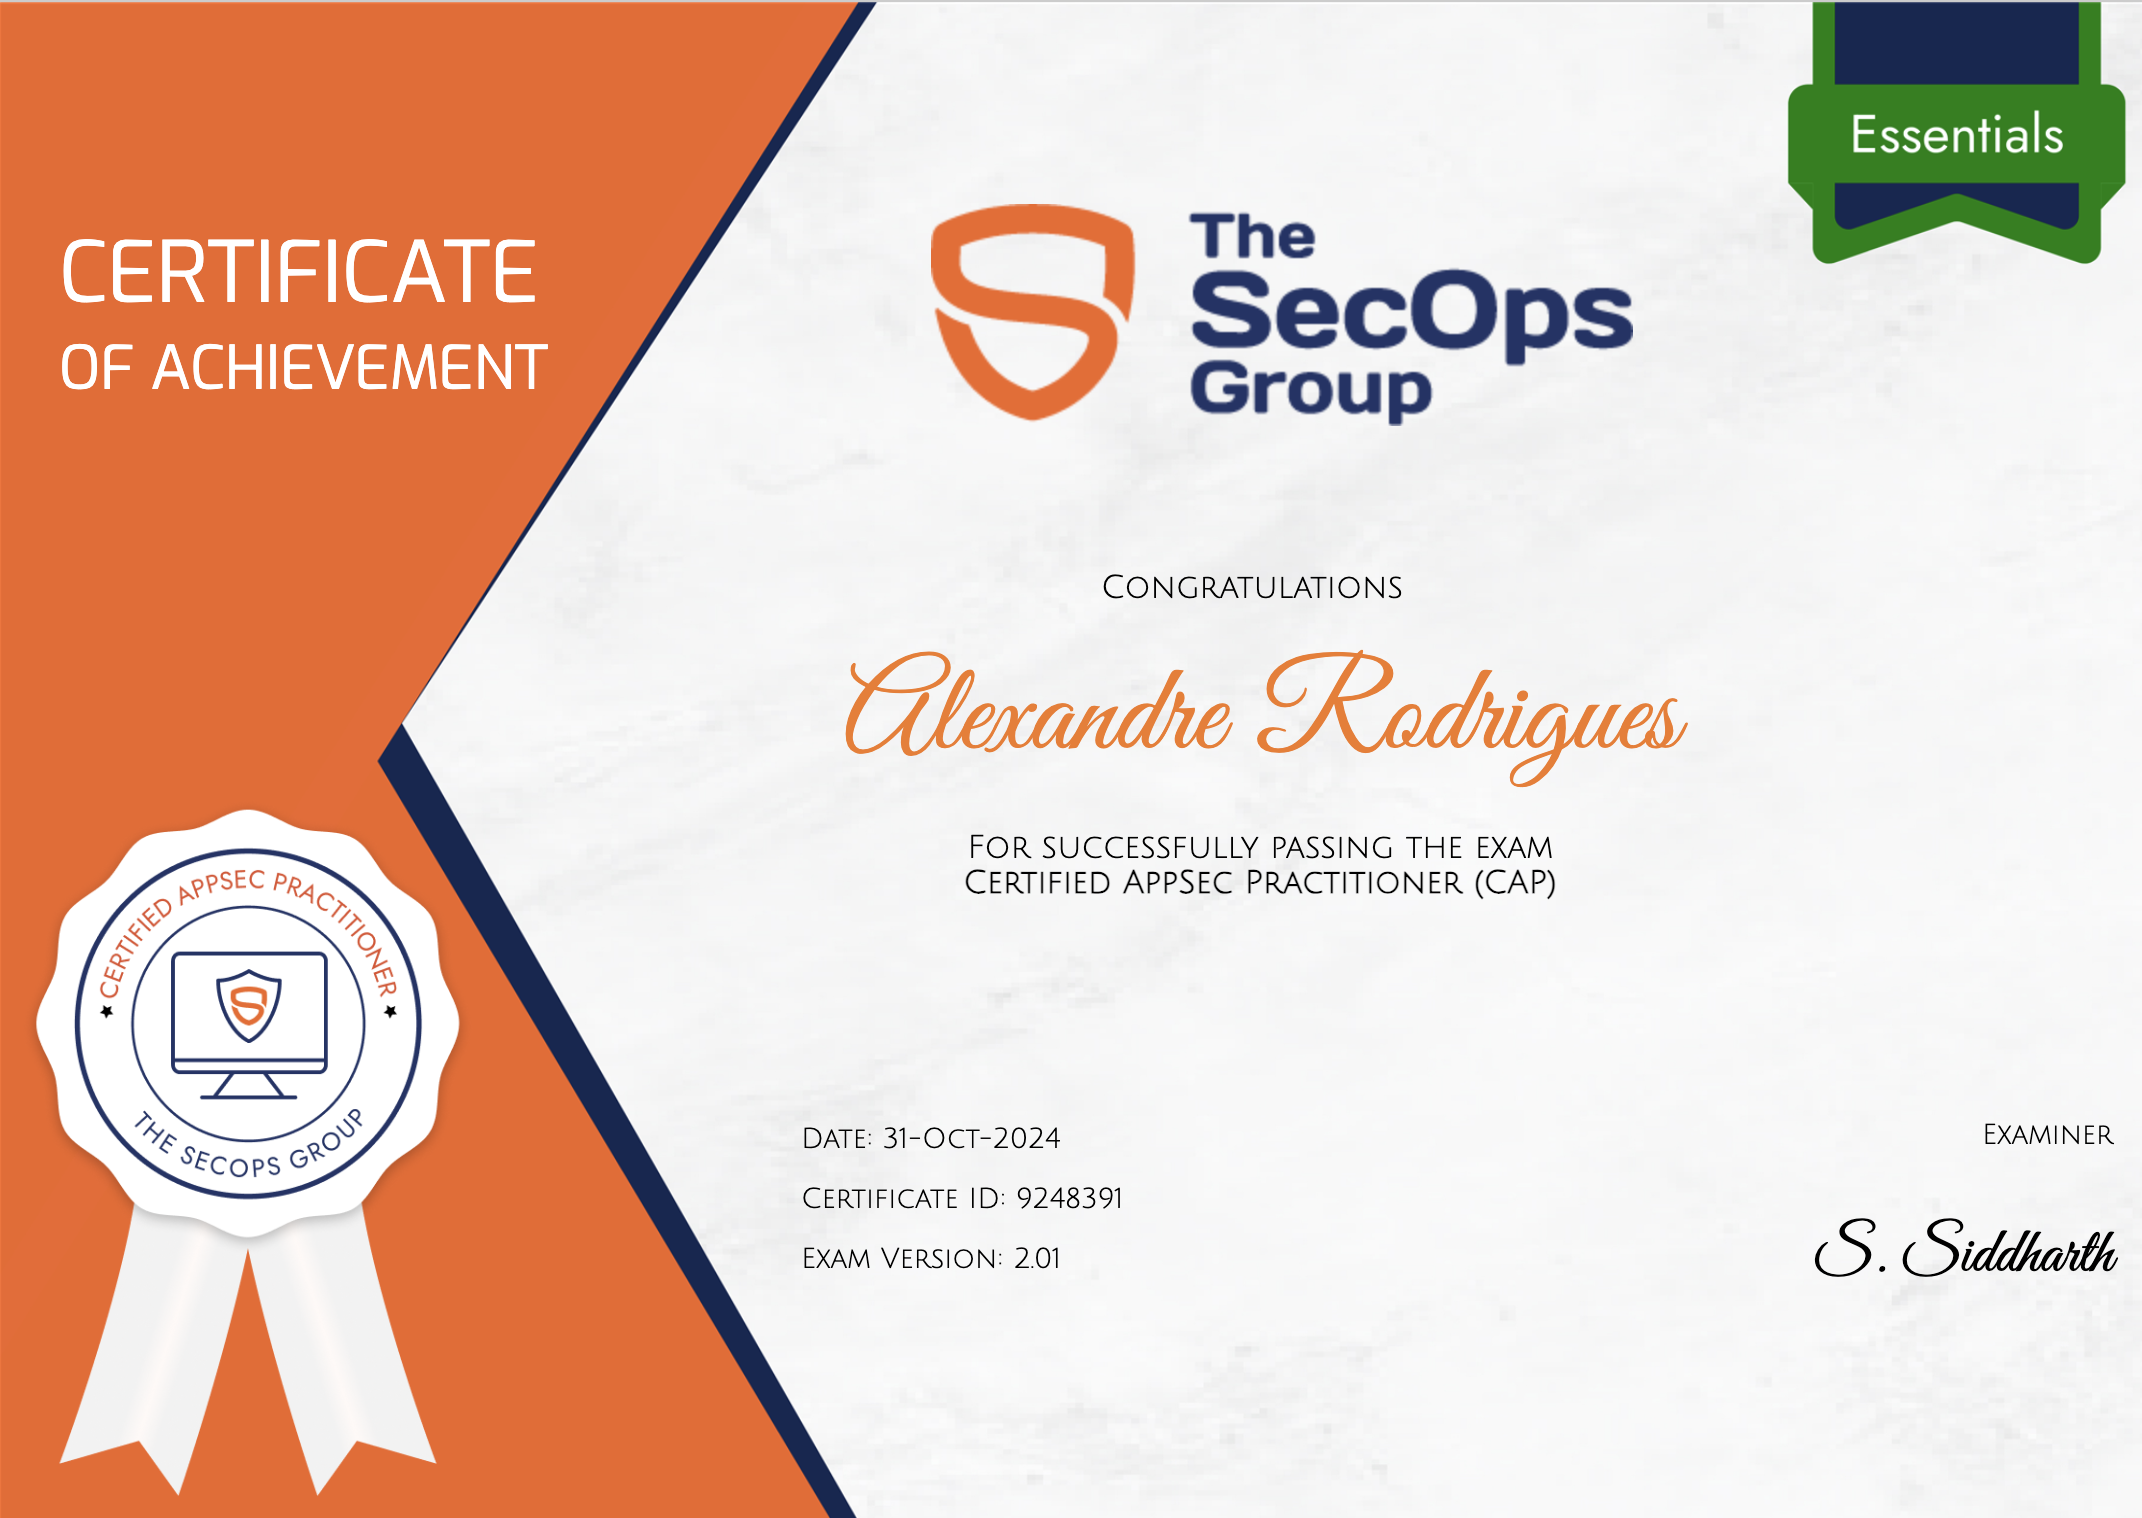 Essentials
CERTIFICATE
OF ACHIEVEMENT
The
SecOps
Group
Congratulations
Alexandre Rodrigues
For successfully passing the exam
Certified AppSec Practitioner (CAP)
CERTIFIED APPSEC PRACTITIONER
THE SECOPS GROUP
Date: 31-Oct-2024
Certificate ID: 9248391
Exam Version: 2.01
Examiner
S. Siddharth